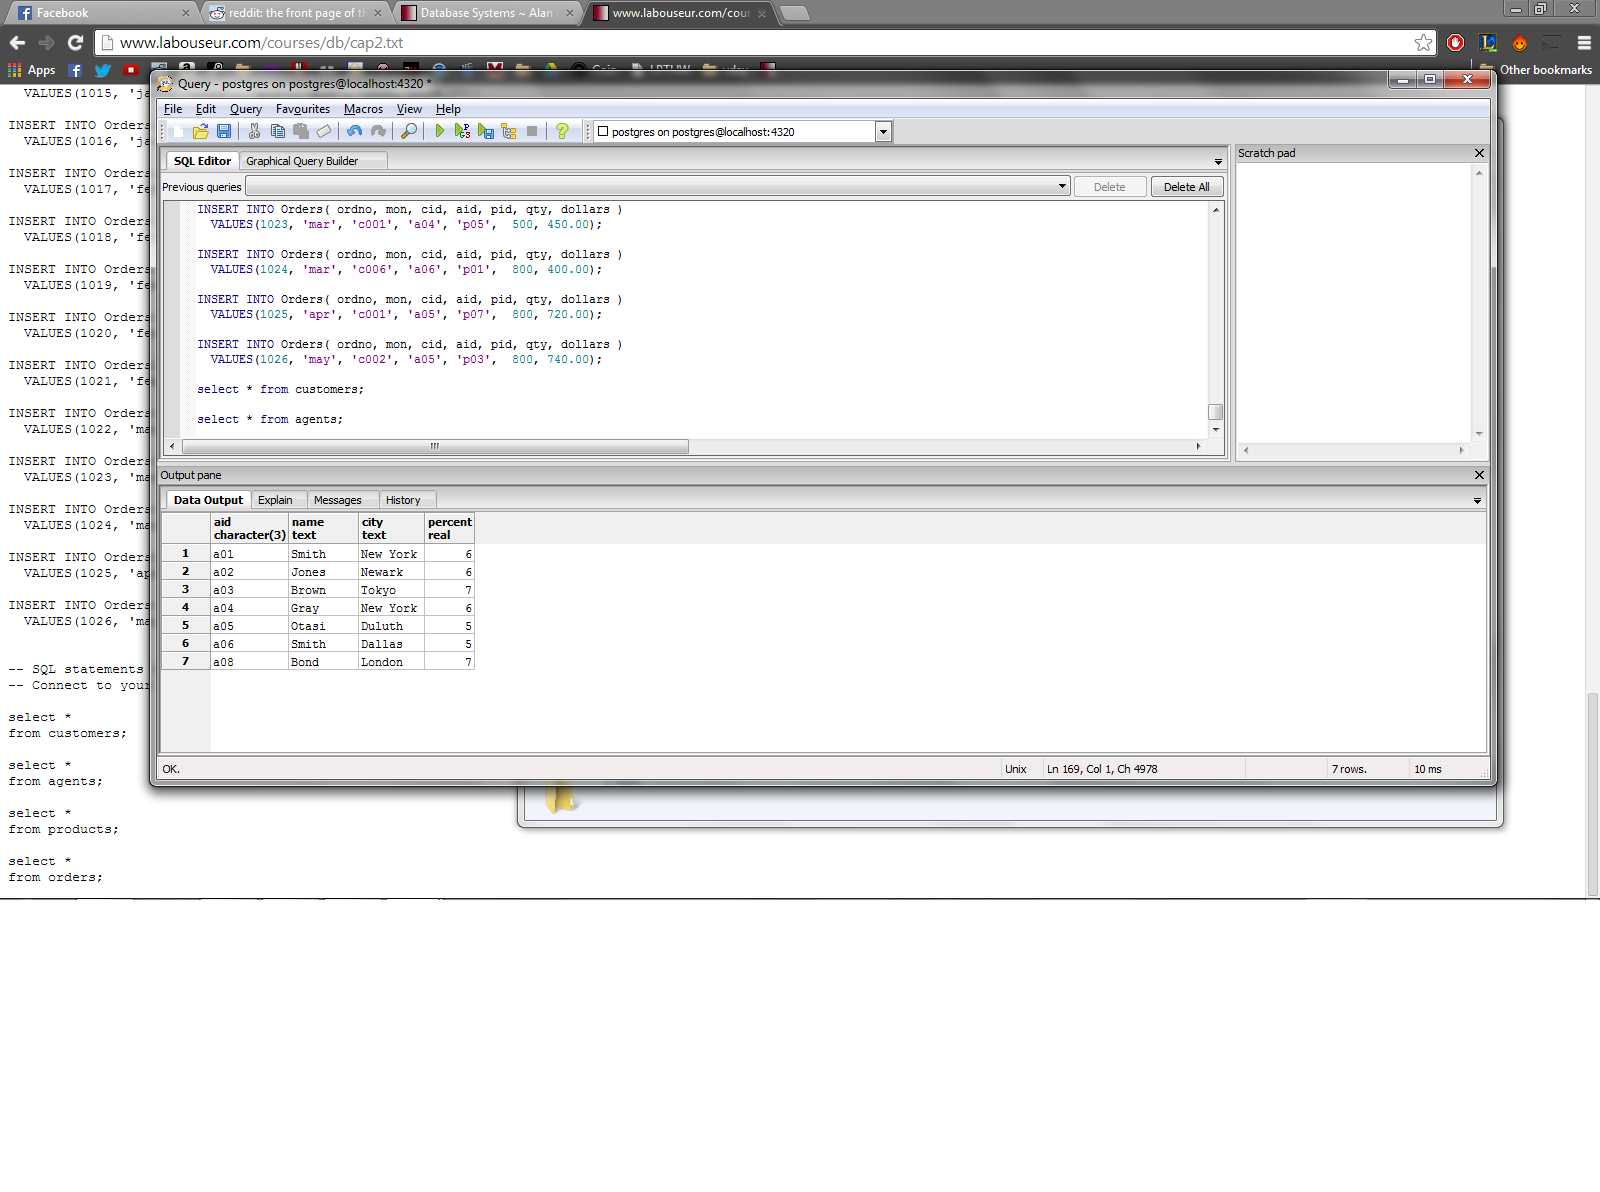 Facebook
reddit: the front page of t
Database Systems ~ Alan
www.labouseur.com/cour
www.labouseur.com/courses/db/cap2.txt
Apps
Other bookmarks
Query - postgres on postgres@localhost:4320 *
File Edit Query Favourites Macros View Help
postgres on postgres@localhost:4320
SQL Editor Graphical Query Builder
Previous queries Delete Delete All
Scratch pad
INSERT INTO Orders( ordno, mon, cid, aid, pid, qty, dollars )
VALUES(1023, 'mar', 'c001', 'a04', 'p05', 500, 450.00);
INSERT INTO Orders( ordno, mon, cid, aid, pid, qty, dollars )
VALUES(1024, 'mar', 'c006', 'a06', 'p01', 800, 400.00);
INSERT INTO Orders( ordno, mon, cid, aid, pid, qty, dollars )
VALUES(1025, 'apr', 'c001', 'a05', 'p07', 800, 720.00);
INSERT INTO Orders( ordno, mon, cid, aid, pid, qty, dollars )
VALUES(1026, 'may', 'c002', 'a05', 'p03', 800, 740.00);
select * from customers;
select * from agents;
Output pane
Data Output Explain Messages History
aid name city percent
character(3) text text real
1 a01 Smith New York 6
2 a02 Jones Newark 6
3 a03 Brown Tokyo 7
4 a04 Gray New York 6
5 a05 Otasi Duluth 5
6 a06 Smith Dallas 5
7 a08 Bond London 7
OK. Unix Ln 169, Col 1, Ch 4978 7 rows. 10 ms
VALUES(1015, 'ja
INSERT INTO Orders
VALUES(1016, 'ja
INSERT INTO Orders
VALUES(1017, 'fe
INSERT INTO Orders
VALUES(1018, 'fe
INSERT INTO Orders
VALUES(1019, 'fe
INSERT INTO Orders
VALUES(1020, 'fe
INSERT INTO Orders
VALUES(1021, 'fe
INSERT INTO Orders
VALUES(1022, 'ma
INSERT INTO Orders
VALUES(1023, 'ma
INSERT INTO Orders
VALUES(1024, 'ma
INSERT INTO Orders
VALUES(1025, 'ap
INSERT INTO Orders
VALUES(1026, 'ma
-- SQL statements
-- Connect to your
select *
from customers;
select *
from agents;
select *
from products;
select *
from orders;